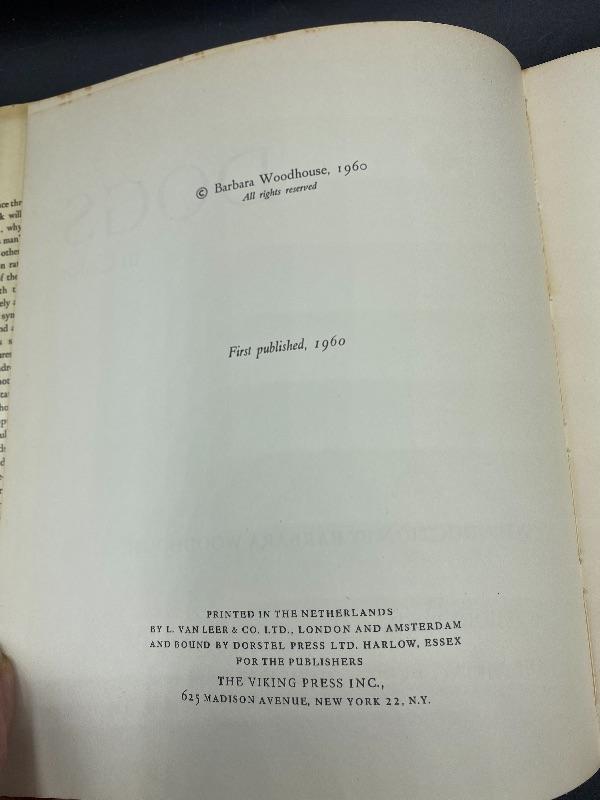 © Barbara Woodhouse, 1960
All rights reserved
First published, 1960
PRINTED IN THE NETHERLANDS
BY L. VAN LEER & CO. LTD., LONDON AND AMSTERDAM
AND BOUND BY DORSTEL PRESS LTD. HARLOW, ESSEX
FOR THE PUBLISHERS
THE VIKING PRESS INC.,
625 MADISON AVENUE, NEW YORK 22, N.Y.